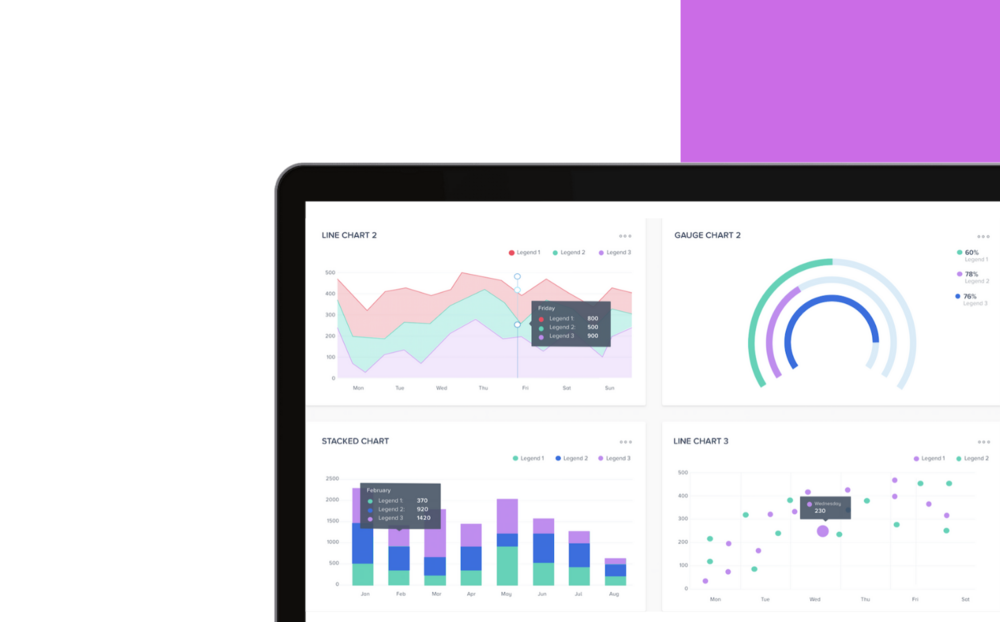 LINE CHART 2
Legend 1 Legend 2 Legend 3
500
400
300
200
100
0
Friday
Legend 1: 800
Legend 2: 500
Legend 3: 900
Mon Tue Wed Thu Fri Sat Sun
GAUGE CHART 2
60%
Legend 1
78%
Legend 2
76%
Legend 3
STACKED CHART
Legend 1 Legend 2 Legend 3
2500
2000
1500
1000
500
0
February
Legend 1: 370
Legend 2: 920
Legend 3: 1420
Jan Feb Mar Apr May Jun Jul Aug
LINE CHART 3
Legend 1 Legend 2
500
400
300
200
100
0
Wednesday
230
Mon Tue Wed Thu Fri Sat